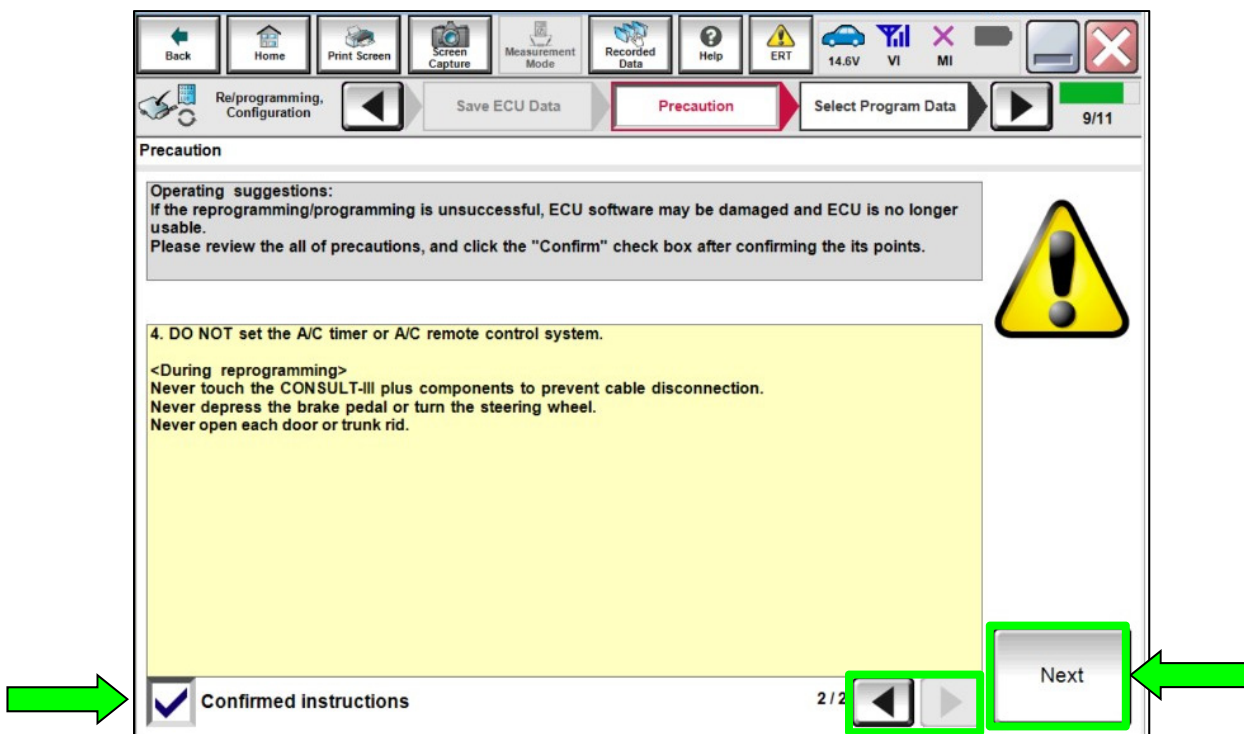 Back
Home
Print Screen
Screen Capture
Measurement Mode
Recorded Data
Help
ERT
14.6V
VI
MI
Re/programming, Configuration
Save ECU Data
Precaution
Select Program Data
9/11
Precaution
Operating suggestions:
If the reprogramming/programming is unsuccessful, ECU software may be damaged and ECU is no longer
usable.
Please review the all of precautions, and click the "Confirm" check box after confirming the its points.
4. DO NOT set the A/C timer or A/C remote control system.
<During reprogramming>
Never touch the CONSULT-III plus components to prevent cable disconnection.
Never depress the brake pedal or turn the steering wheel.
Never open each door or trunk rid.
Confirmed instructions
2 / 2
Next